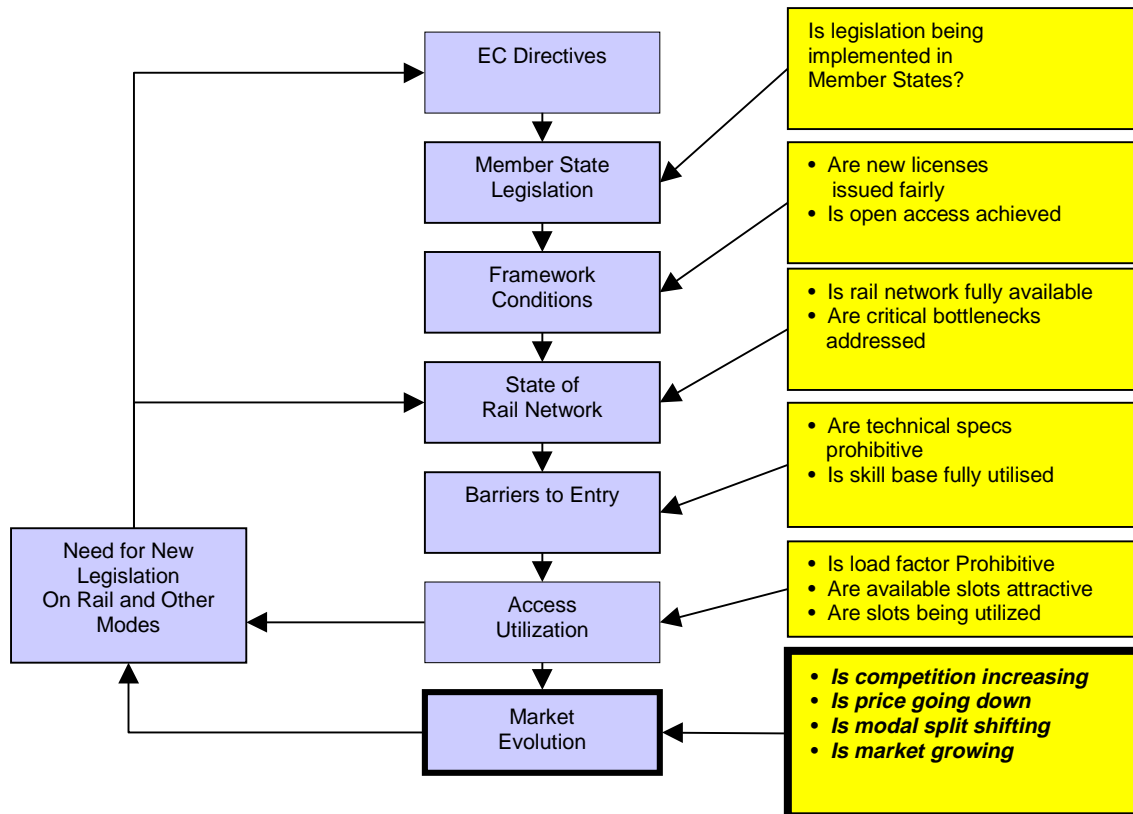 EC Directives
Is legislation being
implemented in
Member States?
Member State
Legislation
• Are new licenses
issued fairly
• Is open access achieved
Framework
Conditions
• Is rail network fully available
• Are critical bottlenecks
addressed
State of
Rail Network
• Are technical specs
prohibitive
• Is skill base fully utilised
Barriers to Entry
Need for New
Legislation
On Rail and Other
Modes
• Is load factor Prohibitive
• Are available slots attractive
• Are slots being utilized
Access
Utilization
• Is competition increasing
• Is price going down
• Is modal split shifting
• Is market growing
Market
Evolution